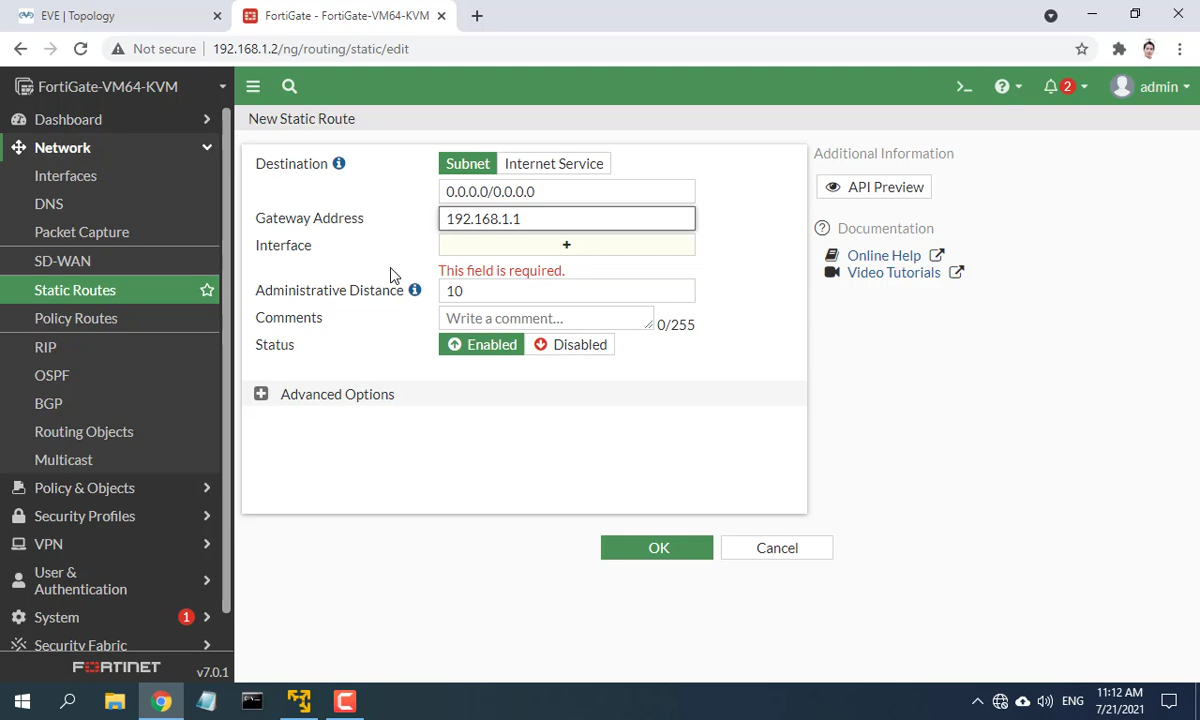 EVE | Topology
FortiGate - FortiGate-VM64-KVM
Not secure
192.168.1.2/ng/routing/static/edit
FortiGate-VM64-KVM
2
admin
Dashboard
Network
Interfaces
DNS
Packet Capture
SD-WAN
Static Routes
Policy Routes
RIP
OSPF
BGP
Routing Objects
Multicast
Policy & Objects
Security Profiles
VPN
User &
Authentication
System
1
Security Fabric
FORTINET
v7.0.1
New Static Route
Destination
Subnet
Internet Service
0.0.0.0/0.0.0.0
Gateway Address
192.168.1.1
Interface
+
This field is required.
Administrative Distance
10
Comments
Write a comment...
0/255
Status
Enabled
Disabled
Advanced Options
OK
Cancel
Additional Information
API Preview
Documentation
Online Help
Video Tutorials
ENG
11:12 AM
7/21/2021